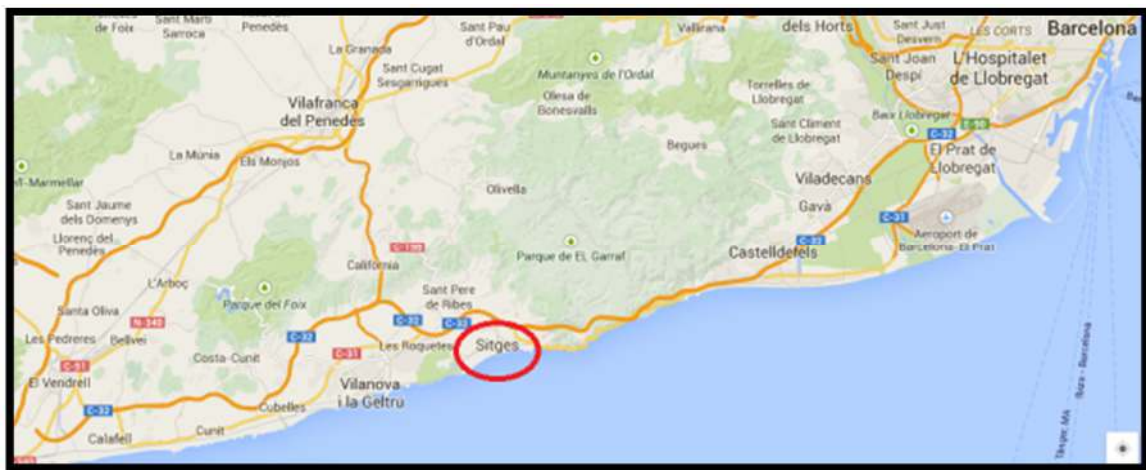 de Foix
Sant Martí
Sarroca
Penedès
La Granada
Sant Pau
d'Ordal
Vallirana
dels Horts
Sant Just
Desvern
LES CORTS
Barcelona
Sant Cugat
Sesgarrigues
Muntanyes de l'Ordal
Sant Joan
Despí
L'Hospitalet
de Llobregat
Vilafranca
del Penedès
Olesa de
Bonesvalls
Torrelles de
Llobregat
Baix Llobregat
E-90
C-32
La Múnia
Els Monjos
Begues
Sant Climent
de Llobregat
El Prat de
Llobregat
Marmellar
Olivella
Viladecans
Sant Jaume
dels Domenys
Gavà
C-31
Llorenç del
Penedès
Parque de EL Garraf
Castelldefels
C-32
Aeroport de
Barcelona-El Prat
California
L'Arboç
Parque del Foix
Sant Pere
de Ribes
Santa Oliva
N-340
C-32
C-32
C-32
Les Pedreres
Bellvei
Costa-Cunit
C-31
Les Roquetes
Sitges
C-31
El Vendrell
Vilanova
i la Geltrú
C-32
Cubelles
Calafell
Cunit
Ibiza - Barcelona